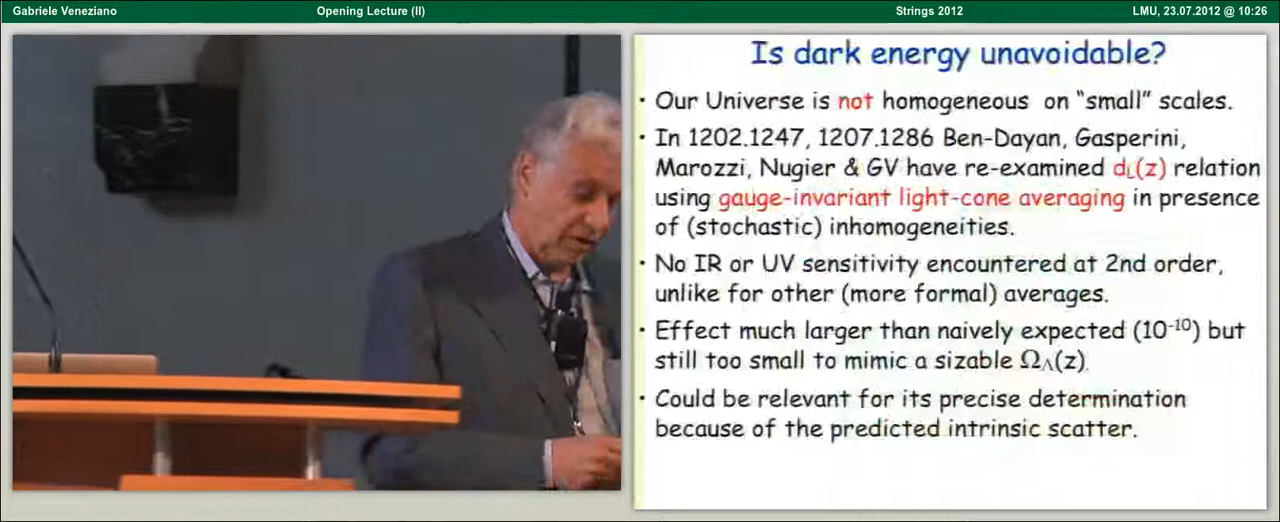 Gabriele Veneziano Opening Lecture (II) Strings 2012 LMU, 23.07.2012 @ 10:26
Is dark energy unavoidable?
• Our Universe is not homogeneous on “small” scales.
• In 1202.1247, 1207.1286 Ben-Dayan, Gasperini,
Marozzi, Nugier & GV have re-examined dL(z) relation
using gauge-invariant light-cone averaging in presence
of (stochastic) inhomogeneities.
• No IR or UV sensitivity encountered at 2nd order,
unlike for other (more formal) averages.
• Effect much larger than naively expected (10⁻¹⁰) but
still too small to mimic a sizable ΩΛ(z).
• Could be relevant for its precise determination
because of the predicted intrinsic scatter.